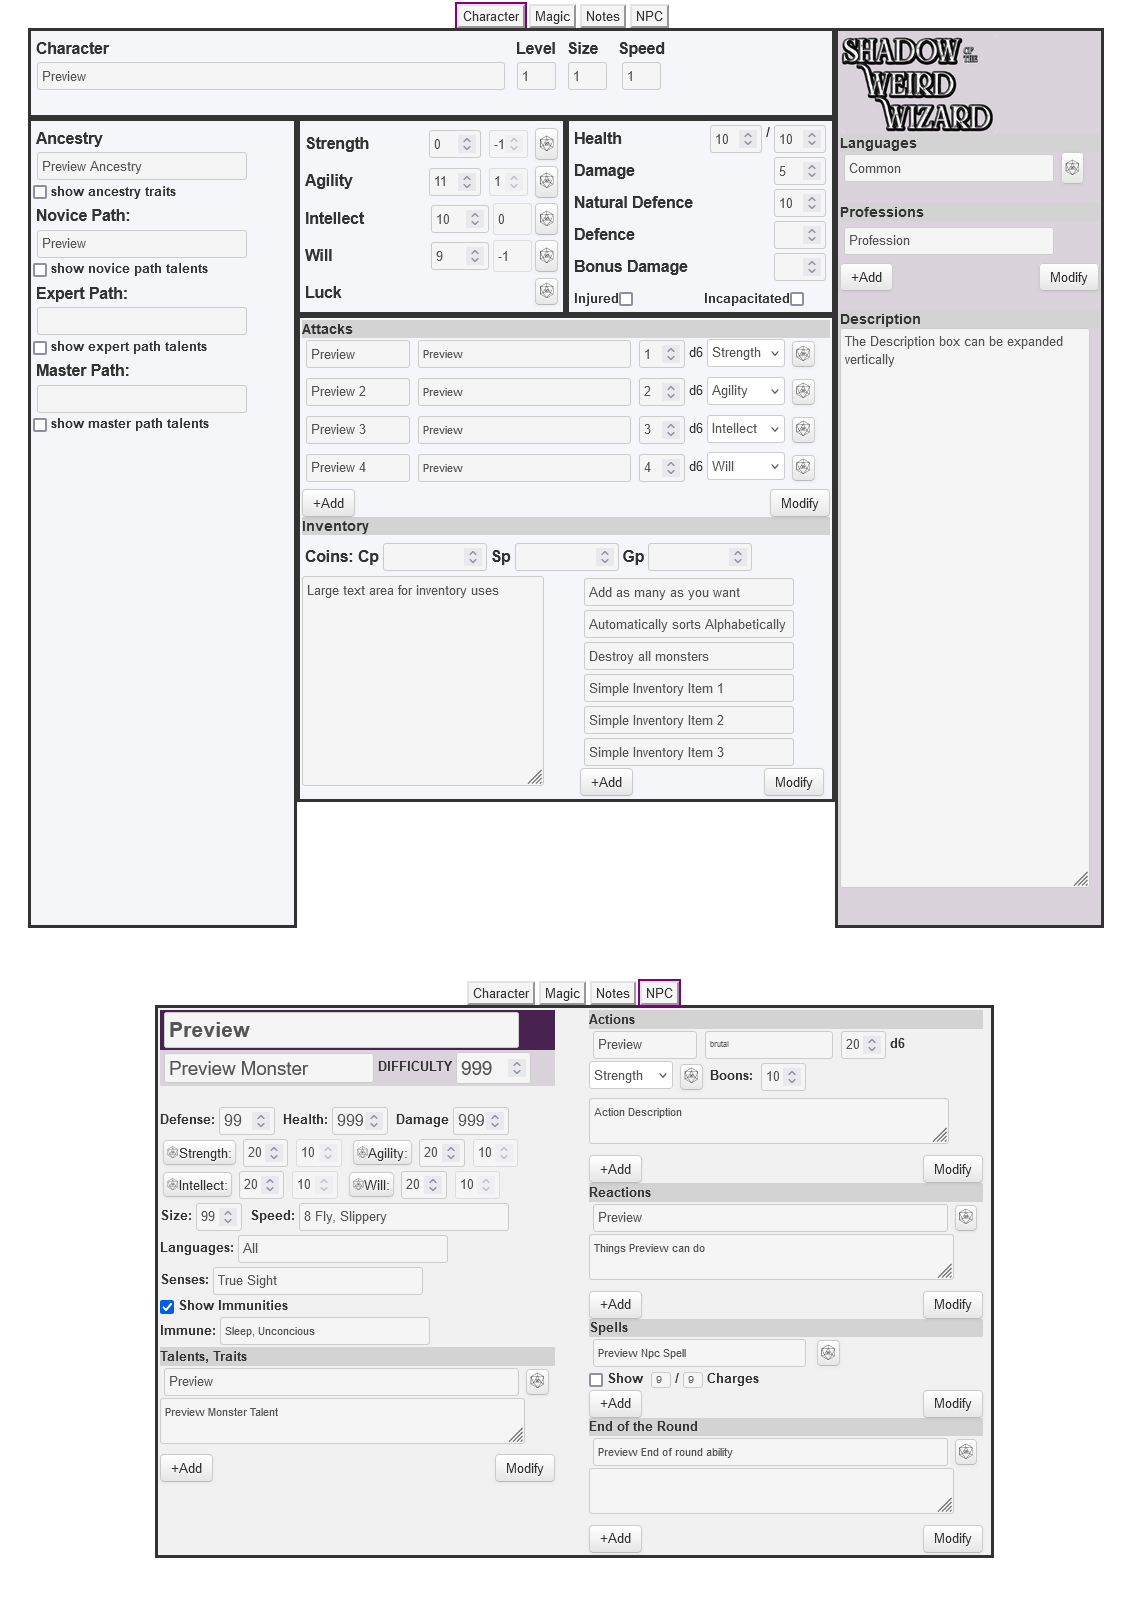 Character Magic Notes NPC
Character Level Size Speed
Preview 1 1 1
SHADOW OF THE WEIRD WIZARD
Ancestry
Preview Ancestry
show ancestry traits
Novice Path:
Preview
show novice path talents
Expert Path:
show expert path talents
Master Path:
show master path talents
Strength 0 -1
Agility 11 1
Intellect 10 0
Will 9 -1
Luck
Health 10 / 10
Damage 5
Natural Defence 10
Defence
Bonus Damage
Injured Incapacitated
Attacks
Preview Preview 1 d6 Strength
Preview 2 Preview 2 d6 Agility
Preview 3 Preview 3 d6 Intellect
Preview 4 Preview 4 d6 Will
+Add Modify
Inventory
Coins: Cp Sp Gp
Large text area for inventory uses
Add as many as you want
Automatically sorts Alphabetically
Destroy all monsters
Simple Inventory Item 1
Simple Inventory Item 2
Simple Inventory Item 3
+Add Modify
Languages
Common
Professions
Profession
+Add Modify
Description
The Description box can be expanded
vertically
Character Magic Notes NPC
Preview
Preview Monster DIFFICULTY 999
Defense: 99 Health: 999 Damage 999
Strength: 20 10 Agility: 20 10
Intellect: 20 10 Will: 20 10
Size: 99 Speed: 8 Fly, Slippery
Languages: All
Senses: True Sight
Show Immunities
Immune: Sleep, Unconcious
Talents, Traits
Preview
Preview Monster Talent
+Add Modify
Actions
Preview brutal 20 d6
Strength Boons: 10
Action Description
+Add Modify
Reactions
Preview
Things Preview can do
+Add Modify
Spells
Preview Npc Spell
Show 9 / 9 Charges
+Add Modify
End of the Round
Preview End of round ability
+Add Modify